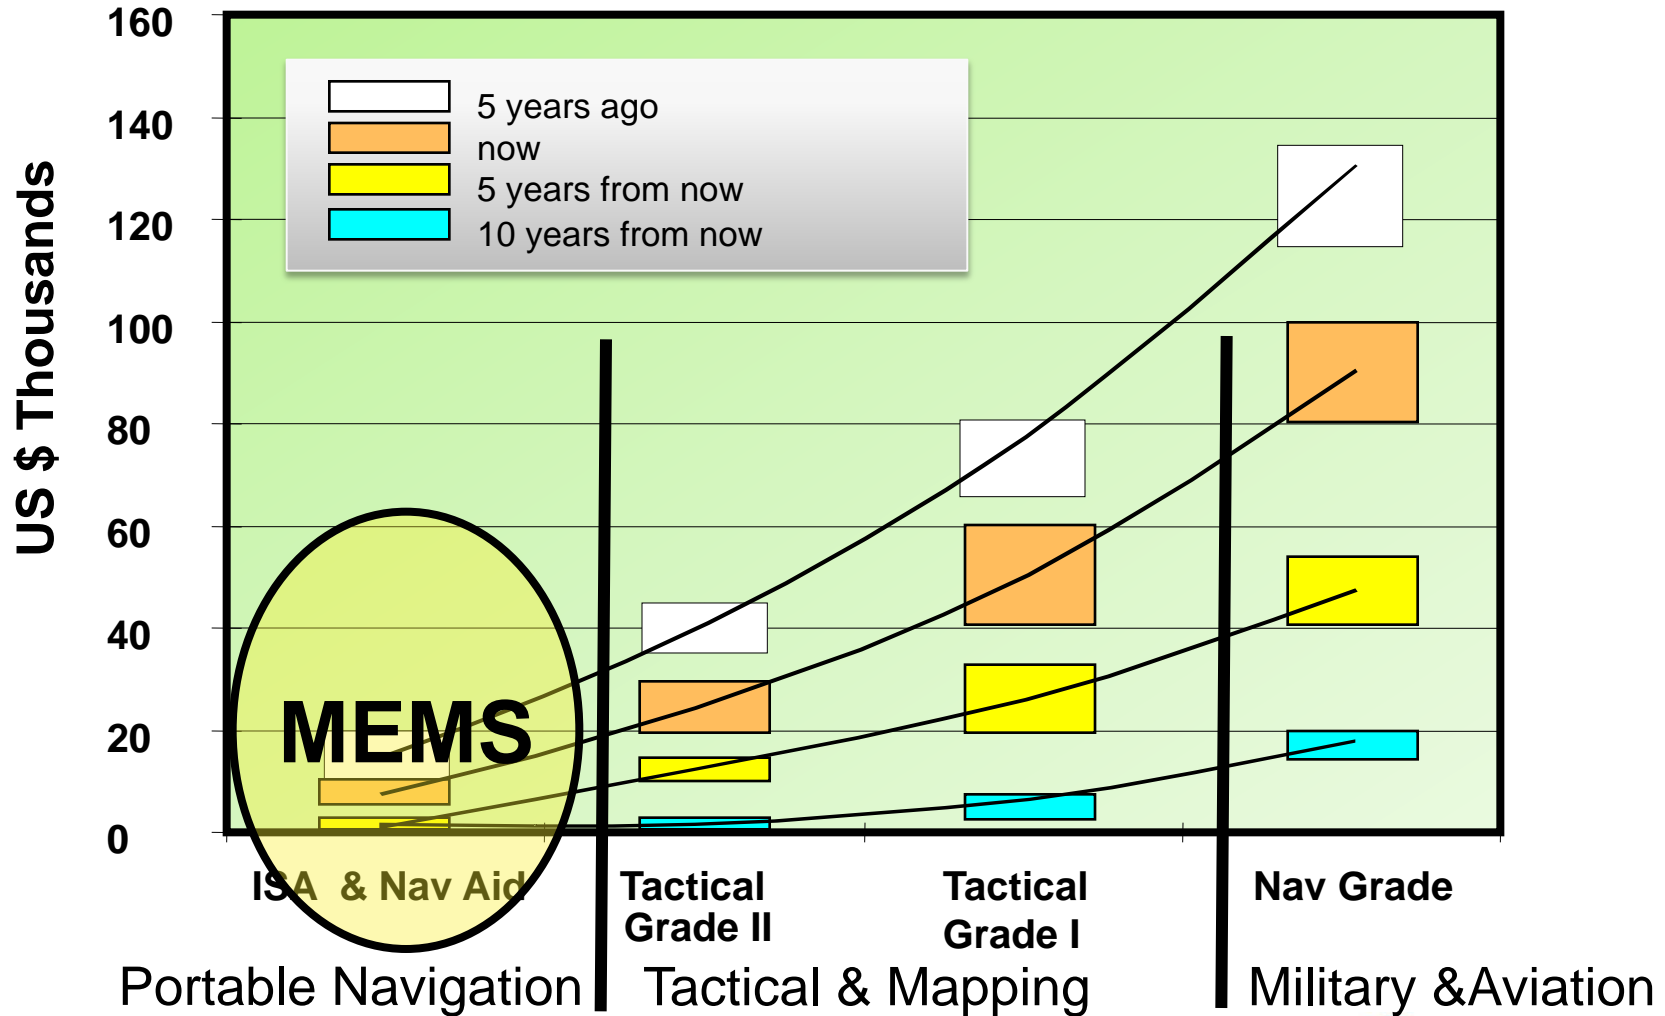 160
140
120
100
80
60
40
20
0
US $ Thousands
5 years ago
now
5 years from now
10 years from now
MEMS
ISA & Nav Aid
Tactical
Grade II
Tactical
Grade I
Nav Grade
Portable Navigation
Tactical & Mapping
Military &Aviation